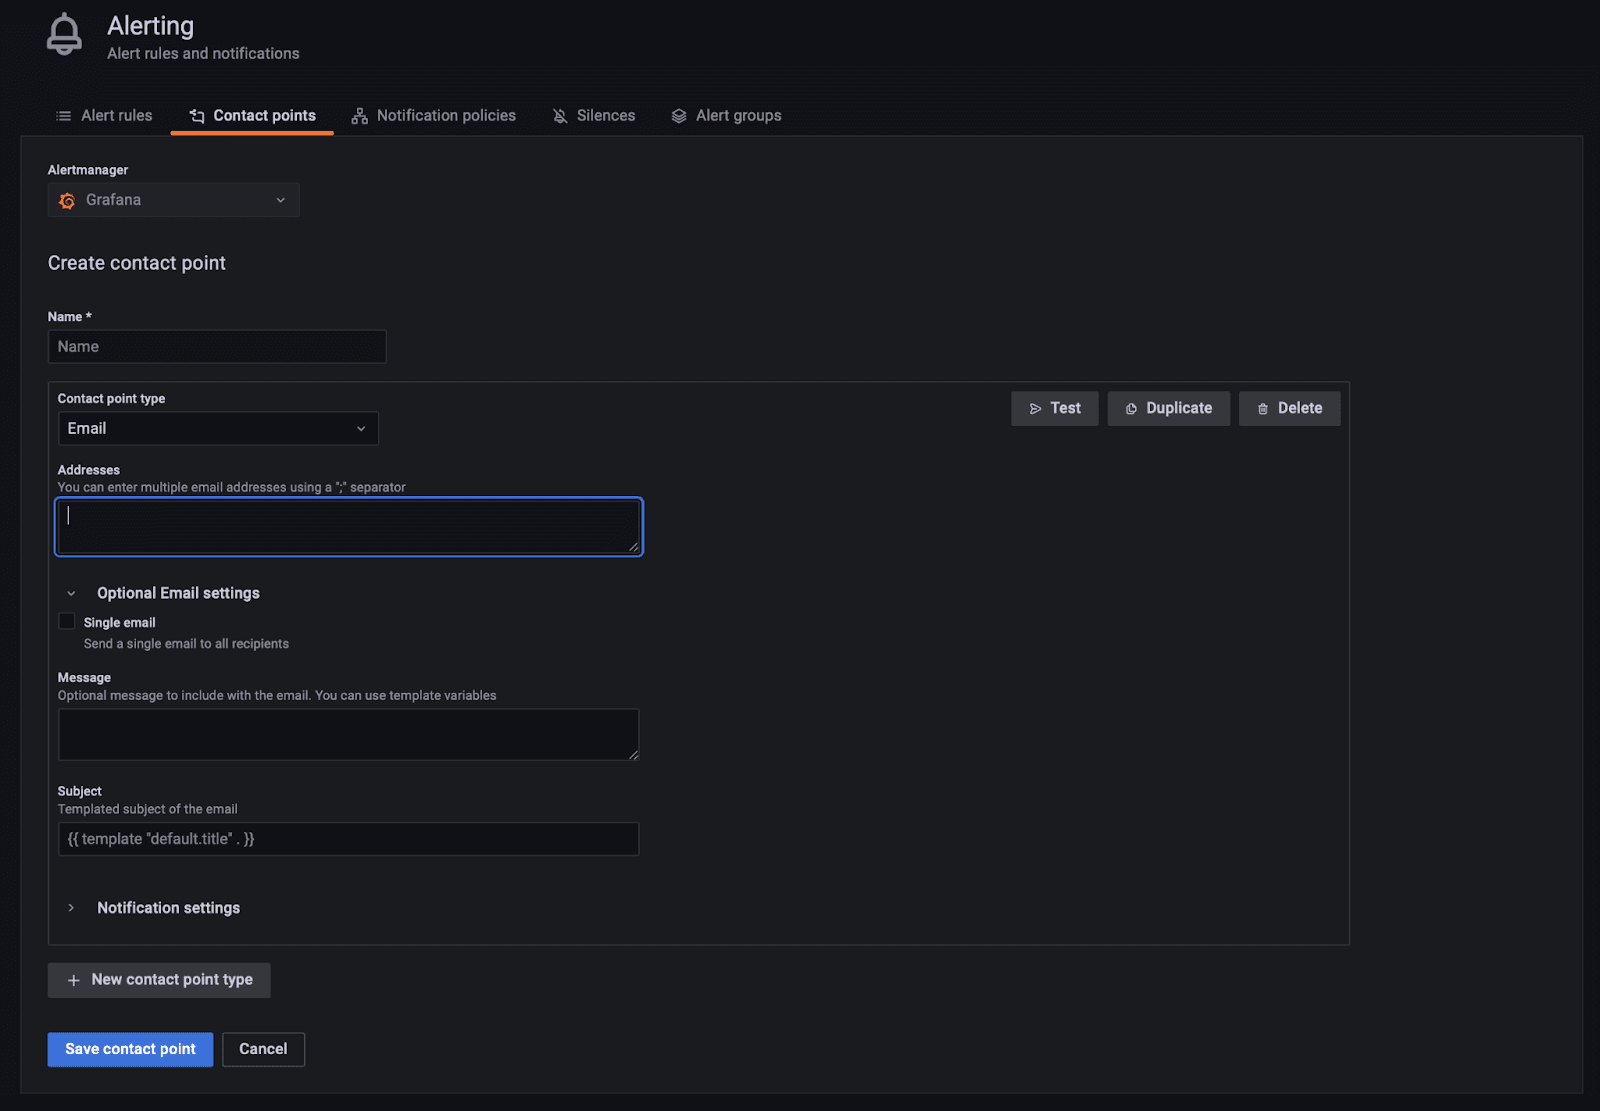 Alerting
Alert rules and notifications
Alert rules
Contact points
Notification policies
Silences
Alert groups
Alertmanager
Grafana
Create contact point
Name *
Name
Contact point type
Email
Test
Duplicate
Delete
Addresses
You can enter multiple email addresses using a ";" separator
Optional Email settings
Single email
Send a single email to all recipients
Message
Optional message to include with the email. You can use template variables
Subject
Templated subject of the email
{{ template "default.title" . }}
Notification settings
New contact point type
Save contact point
Cancel